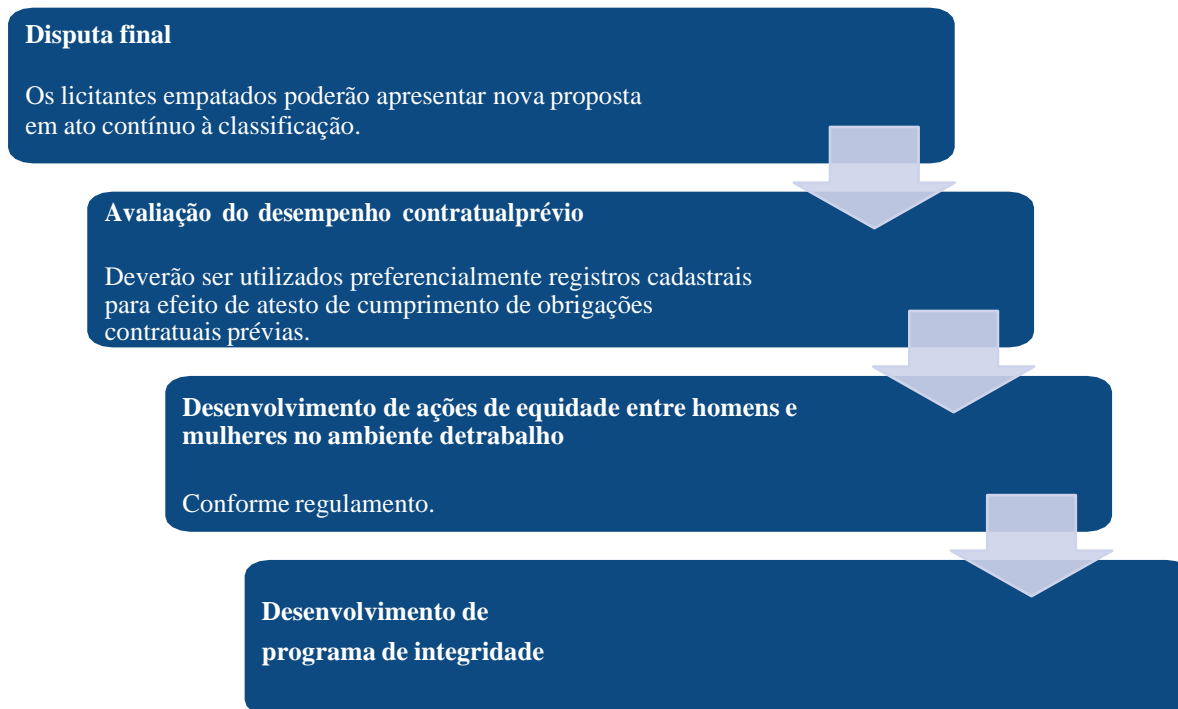 Disputa final
Os licitantes empatados poderão apresentar nova proposta
em ato contínuo à classificação.
Avaliação do desempenho contratualprévio
Deverão ser utilizados preferencialmente registros cadastrais
para efeito de atesto de cumprimento de obrigações
contratuais prévias.
Desenvolvimento de ações de equidade entre homens e
mulheres no ambiente detrabalho
Conforme regulamento.
Desenvolvimento de
programa de integridade